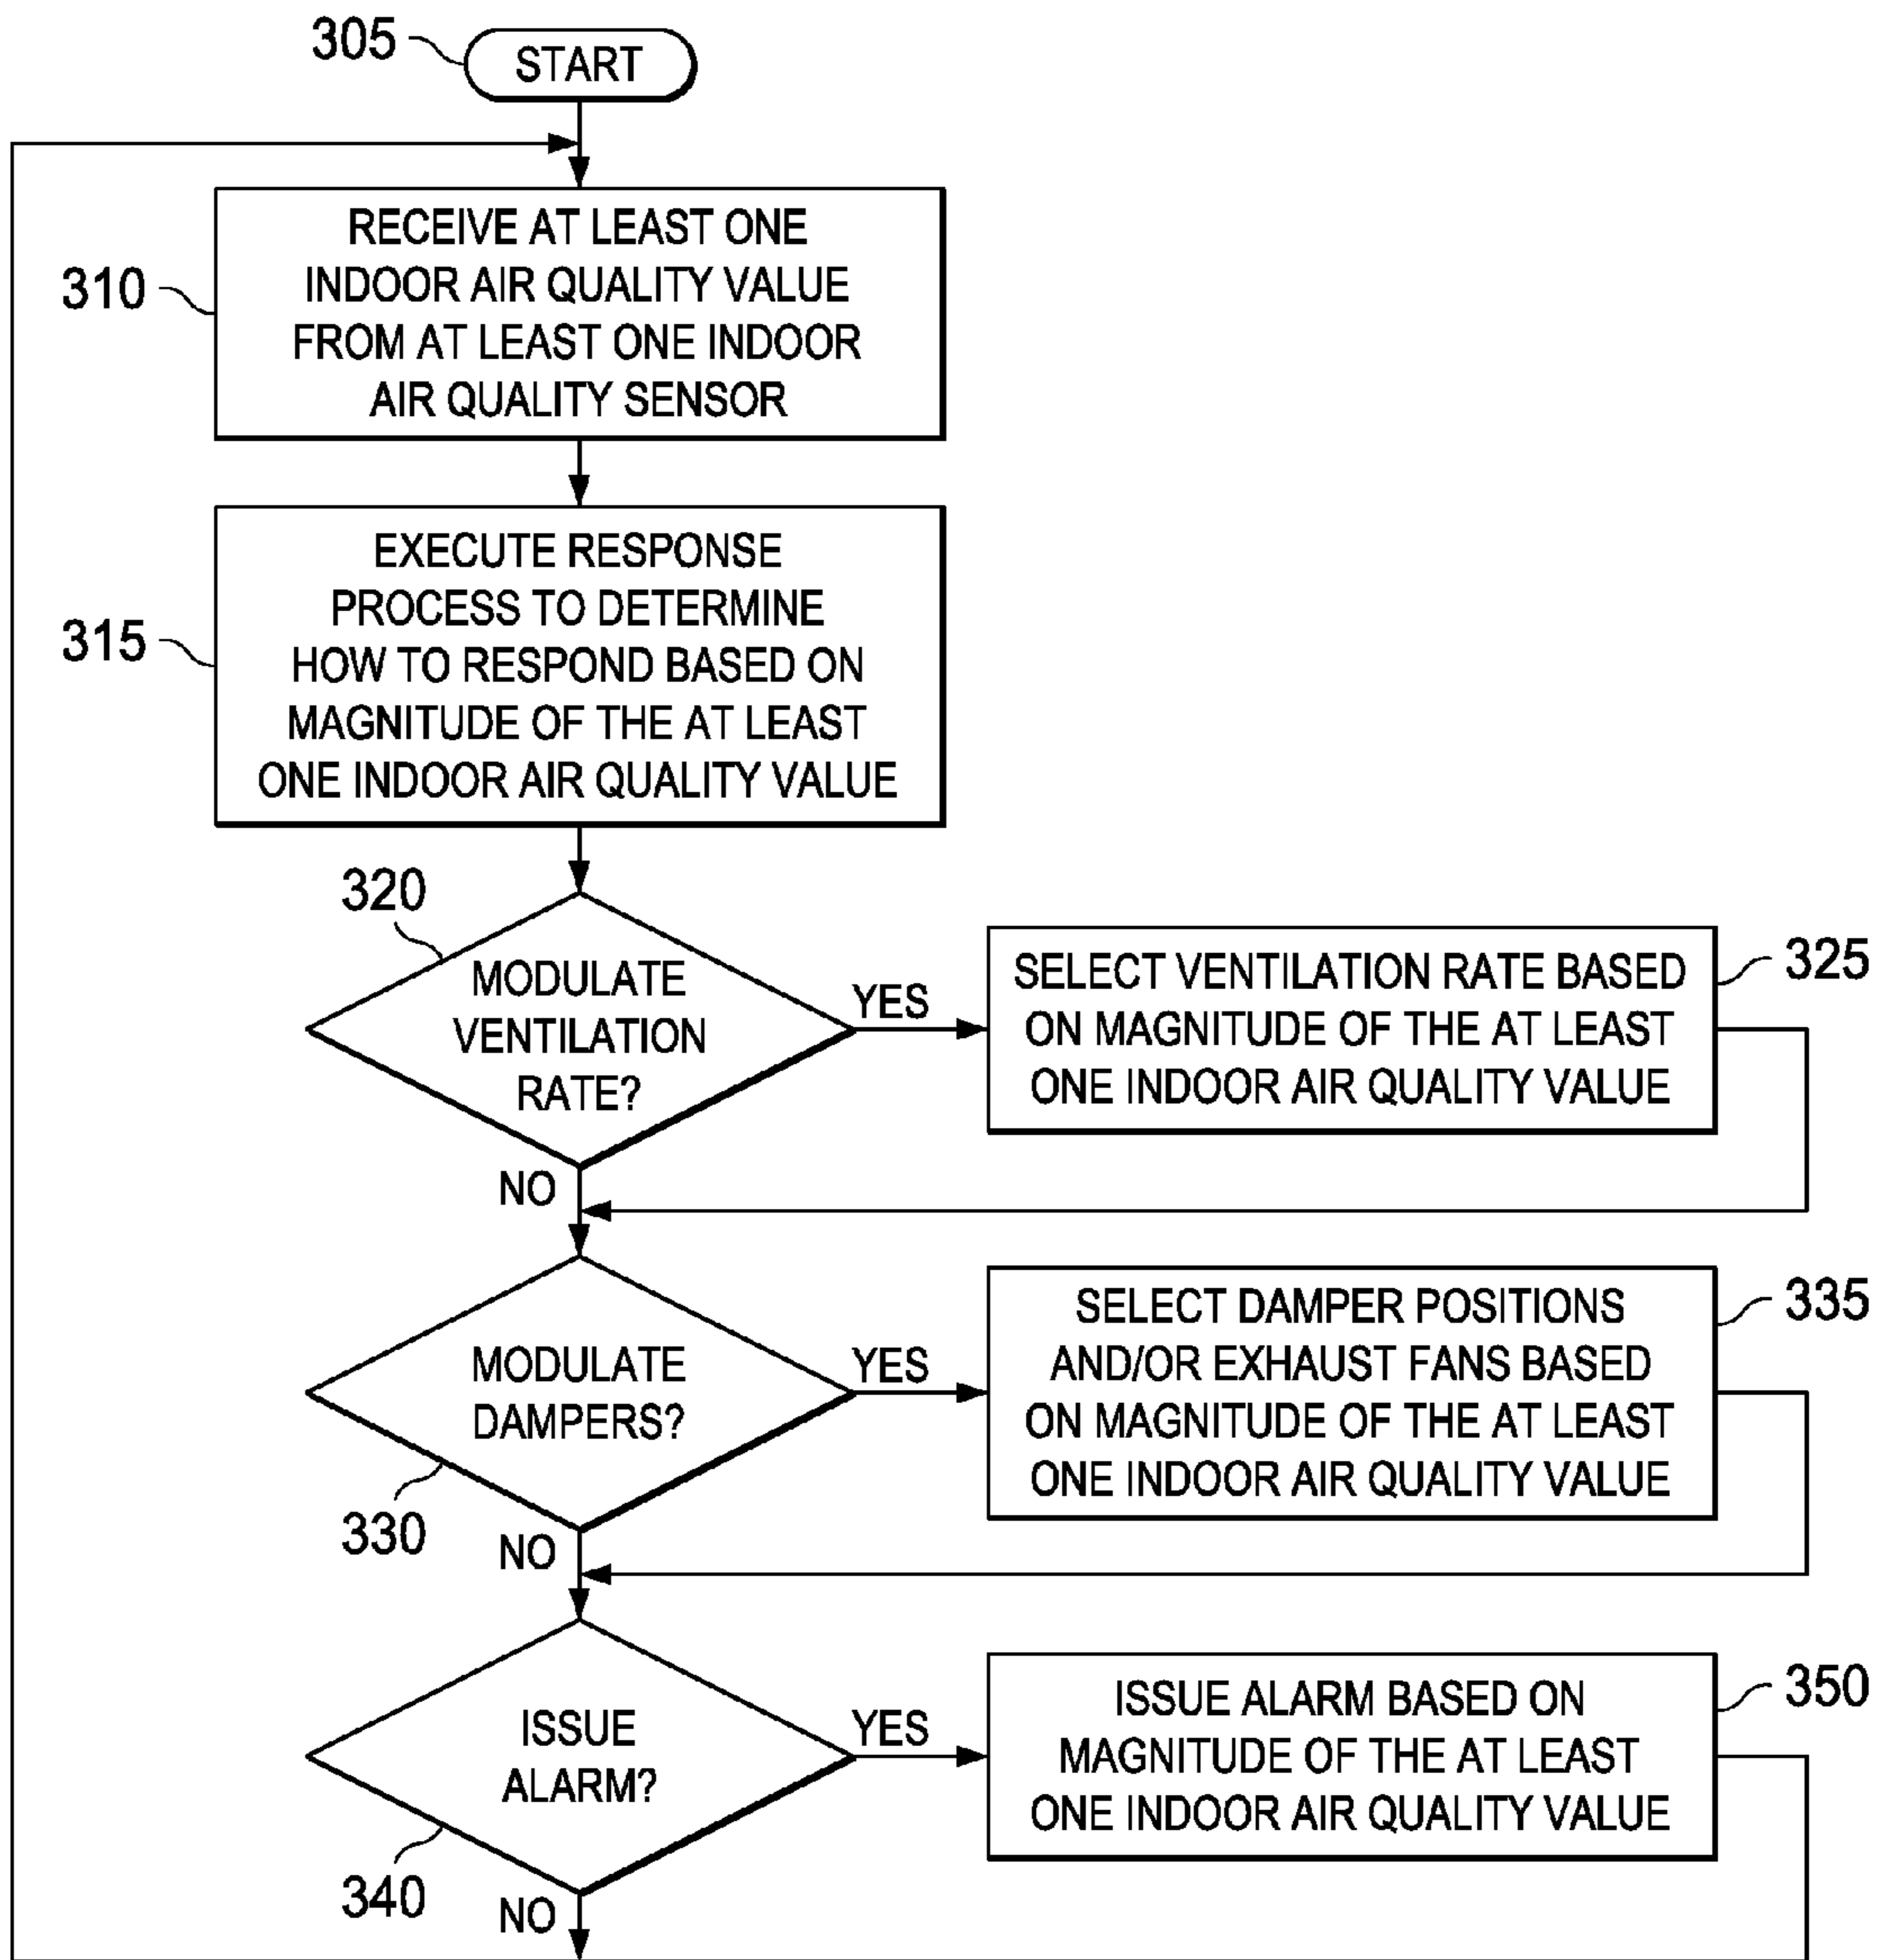 305
START
310
RECEIVE AT LEAST ONE
INDOOR AIR QUALITY VALUE
FROM AT LEAST ONE INDOOR
AIR QUALITY SENSOR
315
EXECUTE RESPONSE
PROCESS TO DETERMINE
HOW TO RESPOND BASED ON
MAGNITUDE OF THE AT LEAST
ONE INDOOR AIR QUALITY VALUE
320
MODULATE
VENTILATION
RATE?
YES
NO
SELECT VENTILATION RATE BASED
ON MAGNITUDE OF THE AT LEAST
ONE INDOOR AIR QUALITY VALUE
325
MODULATE
DAMPERS?
330
YES
NO
SELECT DAMPER POSITIONS
AND/OR EXHAUST FANS BASED
ON MAGNITUDE OF THE AT LEAST
ONE INDOOR AIR QUALITY VALUE
335
ISSUE
ALARM?
340
YES
NO
ISSUE ALARM BASED ON
MAGNITUDE OF THE AT LEAST
ONE INDOOR AIR QUALITY VALUE
350